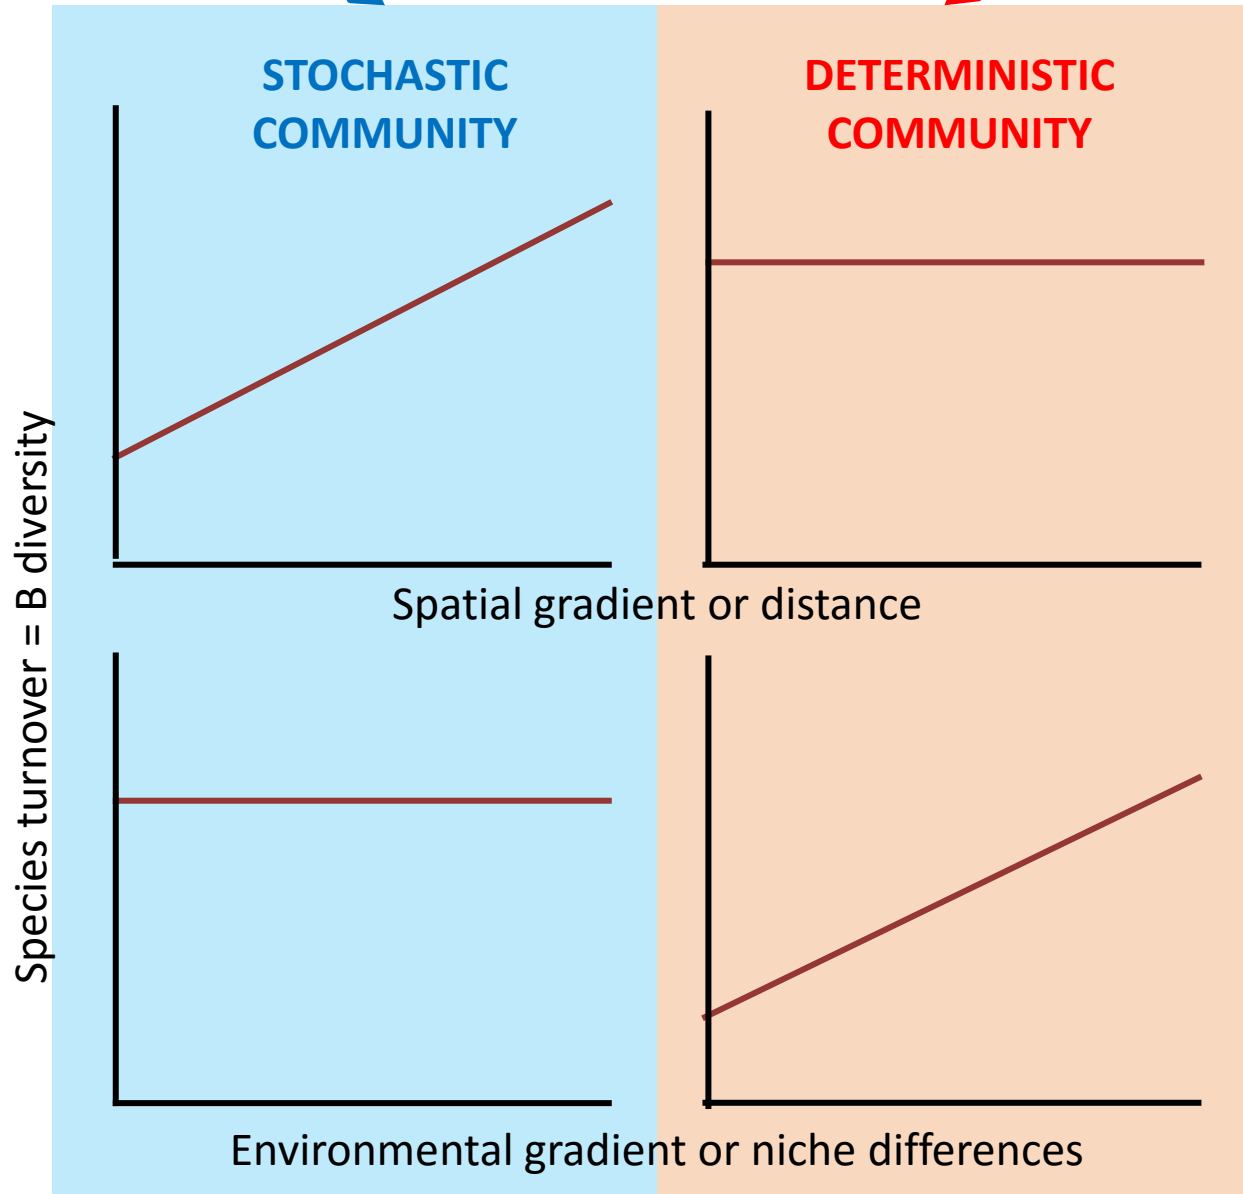 STOCHASTIC
COMMUNITY
DETERMINISTIC
COMMUNITY
Species turnover = B diversity
Spatial gradient or distance
Environmental gradient or niche differences